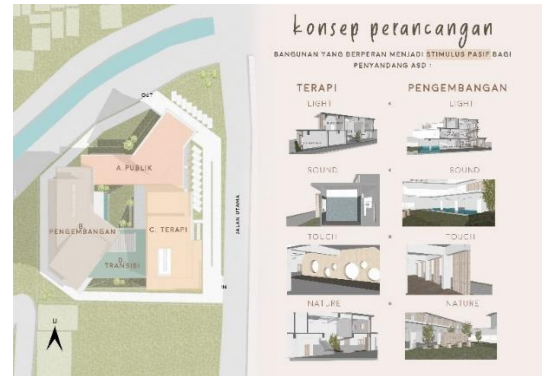 OUT
A. PUBLIK
B.
PENGEMBANGAN
C. TERAPI
D.
TRANSISI
JALAN UTAMA
IN
U
konsep perancangan
BANGUNAN YANG BERPERAN MENJADI STIMULUS PASIF BAGI
PENYANDANG ASD :
TERAPI PENGEMBANGAN
LIGHT LIGHT
SOUND SOUND
TOUCH TOUCH
NATURE NATURE